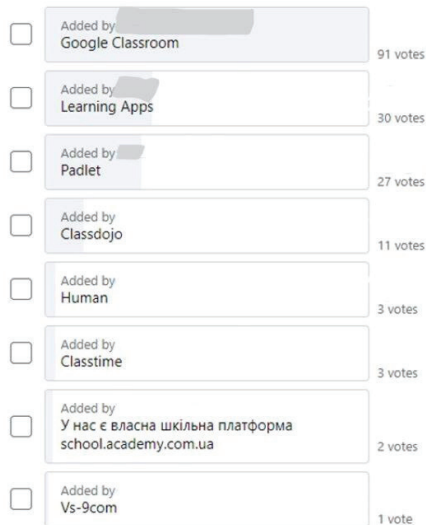 Added by
Google Classroom
91 votes
Added by
Learning Apps
30 votes
Added by
Padlet
27 votes
Added by
Classdojo
11 votes
Added by
Human
3 votes
Added by
Classtime
3 votes
Added by
У нас є власна шкільна платформа
school.academy.com.ua
2 votes
Added by
Vs-9com
1 vote